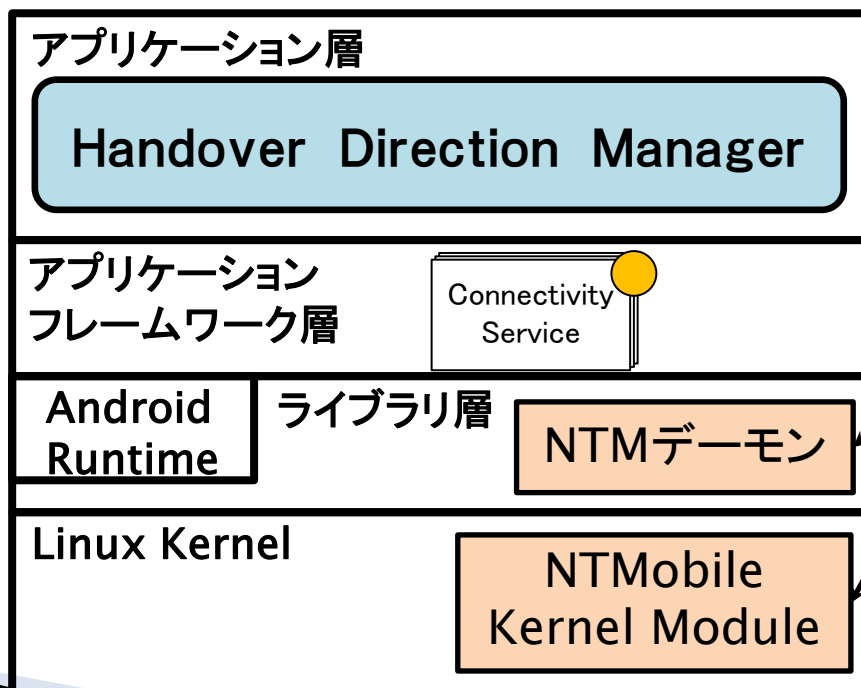 アプリケーション層
Handover Direction Manager
アプリケーション
フレームワーク層
Connectivity
Service
Android
Runtime
ライブラリ層
NTMデーモン
Linux Kernel
NTMobile
Kernel Module